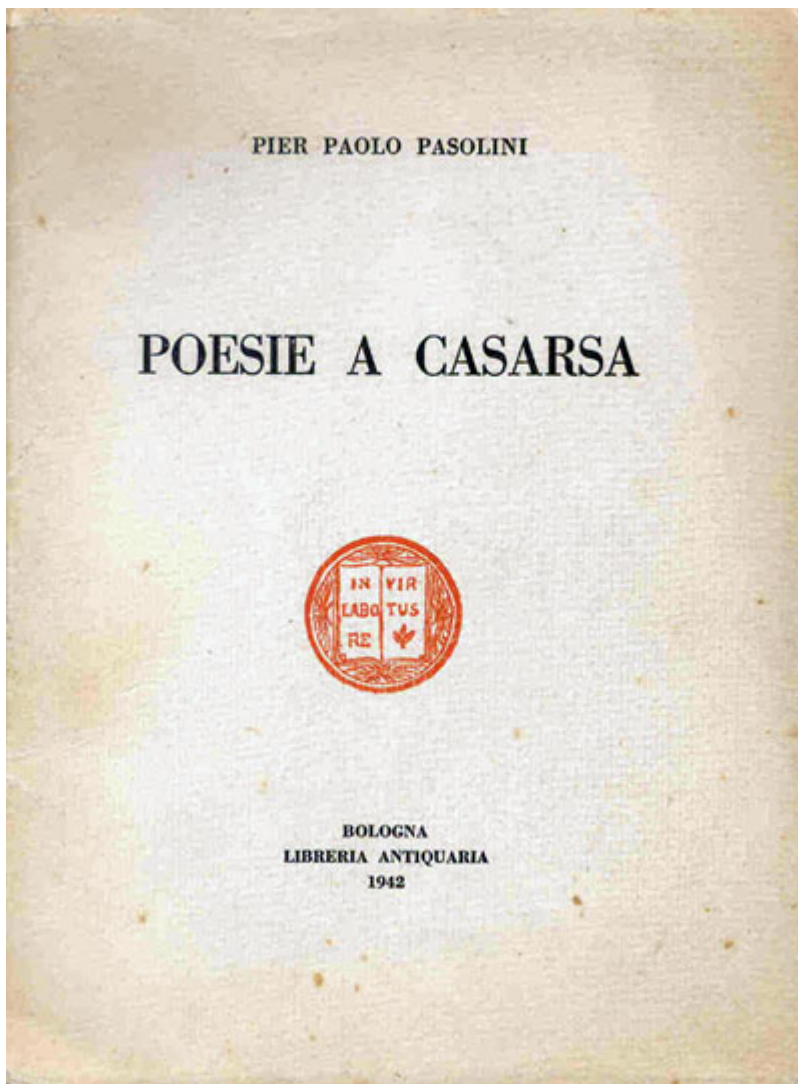 PIER PAOLO PASOLINI
POESIE A CASARSA
IN VIR
LABO TUS
RE
BOLOGNA
LIBRERIA ANTIQUARIA
1942